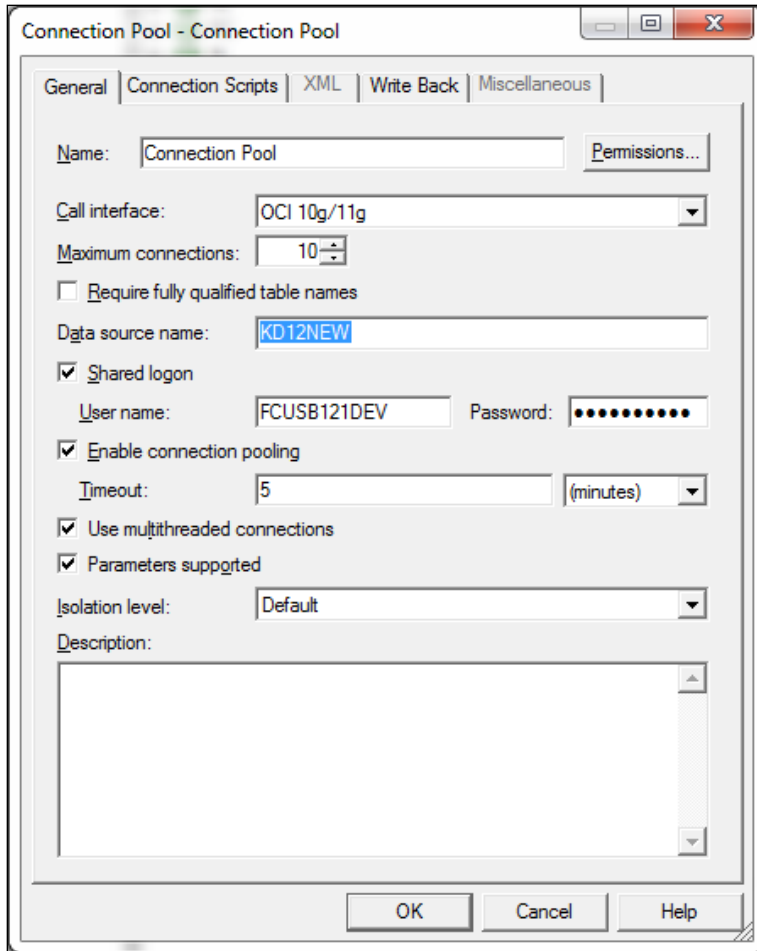 Connection Pool - Connection Pool
General Connection Scripts XML Write Back Miscellaneous
Name: Connection Pool Permissions...
Call interface: OCI 10g/11g
Maximum connections: 10
Require fully qualified table names
Data source name: KD12NEW
Shared logon
User name: FCUSB121DEV Password: ●●●●●●●●●●
Enable connection pooling
Timeout: 5 (minutes)
Use multithreaded connections
Parameters supported
Isolation level: Default
Description:
OK Cancel Help